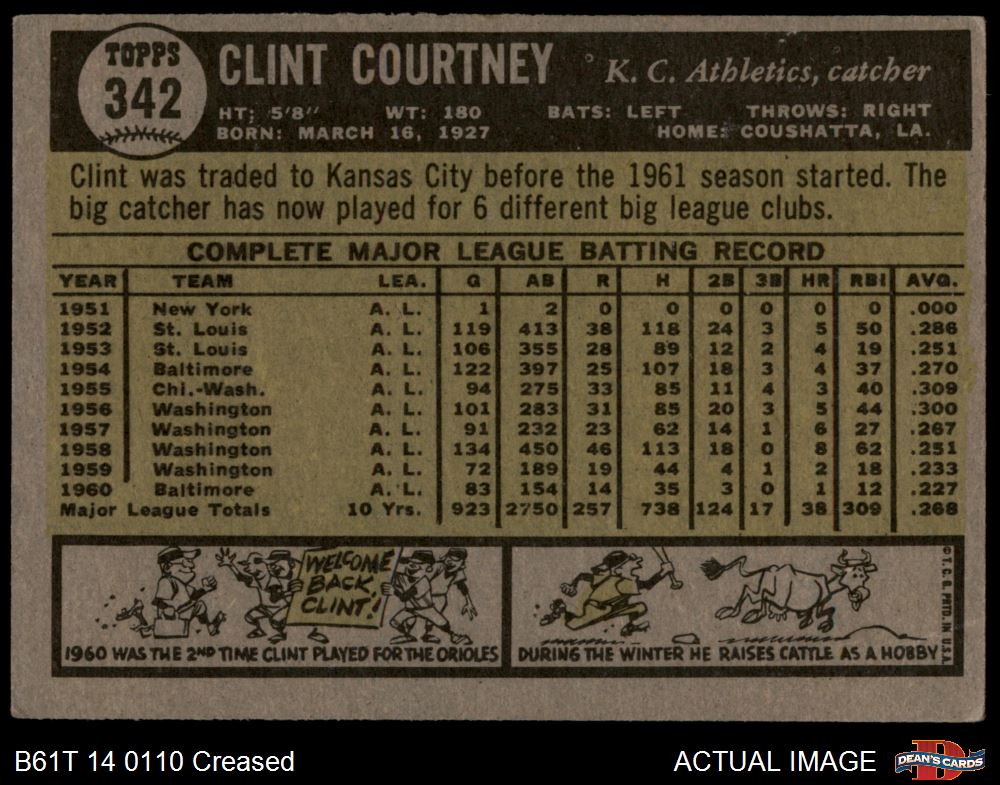 TOPPS
342
CLINT COURTNEY K. C. Athletics, catcher
HT; 5'8" WT: 180 BATS: LEFT THROWS: RIGHT
BORN: MARCH 16, 1927 HOME: COUSHATTA, LA.
Clint was traded to Kansas City before the 1961 season started. The
big catcher has now played for 6 different big league clubs.
COMPLETE MAJOR LEAGUE BATTING RECORD
YEAR TEAM LEA. G AB R H 2B 3B HR RBI AVG.
1951 New York A. L. 1 2 0 0 0 0 0 0 .000
1952 St. Louis A. L. 119 413 38 118 24 3 5 50 .286
1953 St. Louis A. L. 106 355 28 89 12 2 4 19 .251
1954 Baltimore A. L. 122 397 25 107 18 3 4 37 .270
1955 Chi.-Wash. A. L. 94 275 33 85 11 4 3 40 .309
1956 Washington A. L. 101 283 31 85 20 3 5 44 .300
1957 Washington A. L. 91 232 23 62 14 1 6 27 .267
1958 Washington A. L. 134 450 46 113 18 0 8 62 .251
1959 Washington A. L. 72 189 19 44 4 1 2 18 .233
1960 Baltimore A. L. 83 154 14 35 3 0 1 12 .227
Major League Totals 10 Yrs. 923 2750 257 738 124 17 38 309 .268
WELCOME
BACK,
CLINT!
1960 WAS THE 2ND TIME CLINT PLAYED FOR THE ORIOLES
DURING THE WINTER HE RAISES CATTLE AS A HOBBY
© T. C. G. PRTD. IN U.S.A.
B61T 14 0110 Creased
ACTUAL IMAGE
D
DEAN'S CARDS